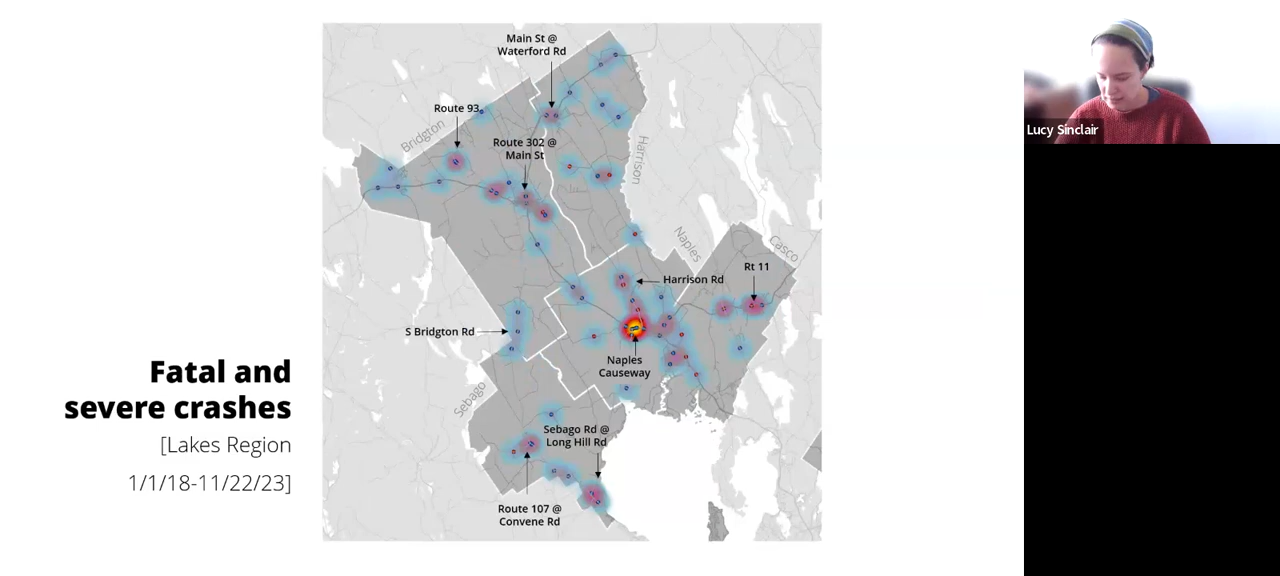 Main St @
Waterford Rd
Route 93
Bridgton
Route 302 @
Main St
Harrison
Naples
Casco
Harrison Rd
Rt 11
S Bridgton Rd
Naples
Causeway
Sebago
Sebago Rd @
Long Hill Rd
Route 107 @
Convene Rd
Fatal and
severe crashes
[Lakes Region
1/1/18-11/22/23]
Lucy Sinclair